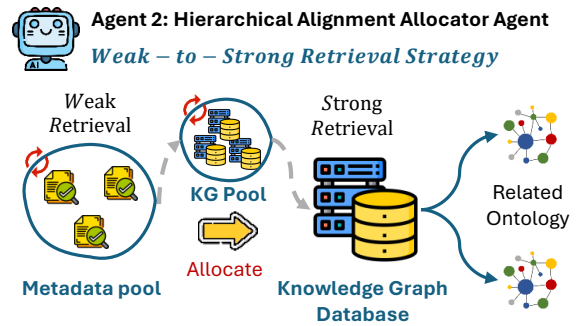 Agent 2: Hierarchical Alignment Allocator Agent
Weak – to – Strong Retrieval Strategy
AI
Weak
Retrieval
Strong
Retrieval
KG Pool
Related
Ontology
Allocate
Metadata pool
Knowledge Graph
Database